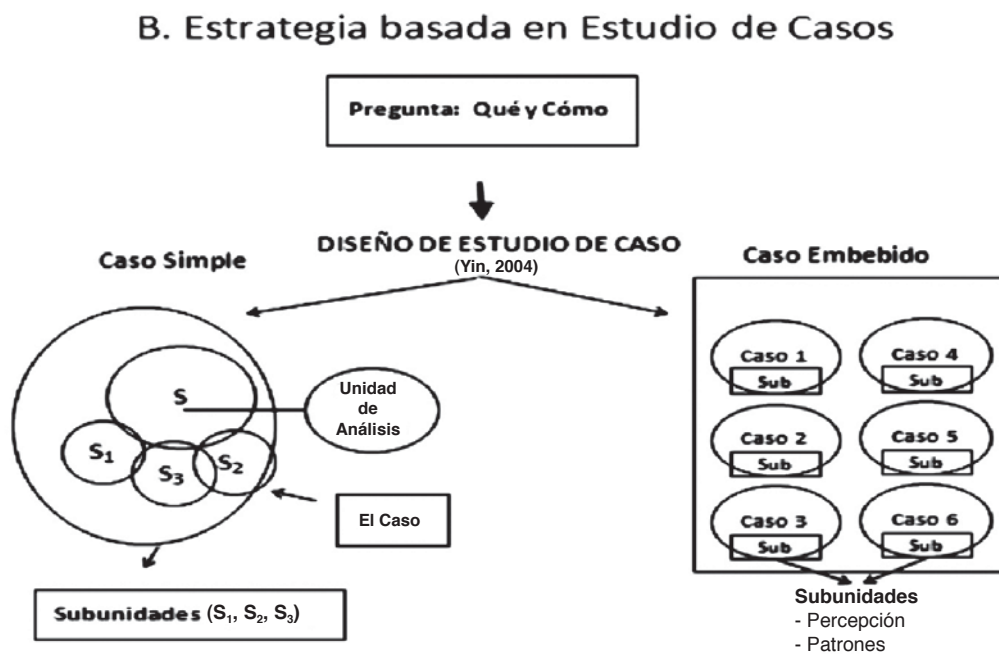 B. Estrategia basada en Estudio de Casos
Pregunta: Qué y Cómo
DISEÑO DE ESTUDIO DE CASO
(Yin, 2004)
Caso Simple
S
S₁
S₃
S₂
Unidad
de
Análisis
El Caso
Subunidades (S₁, S₂, S₃)
Caso Embebido
Caso 1
Sub
Caso 4
Sub
Caso 2
Sub
Caso 5
Sub
Caso 3
Sub
Caso 6
Sub
Subunidades
- Percepción
- Patrones